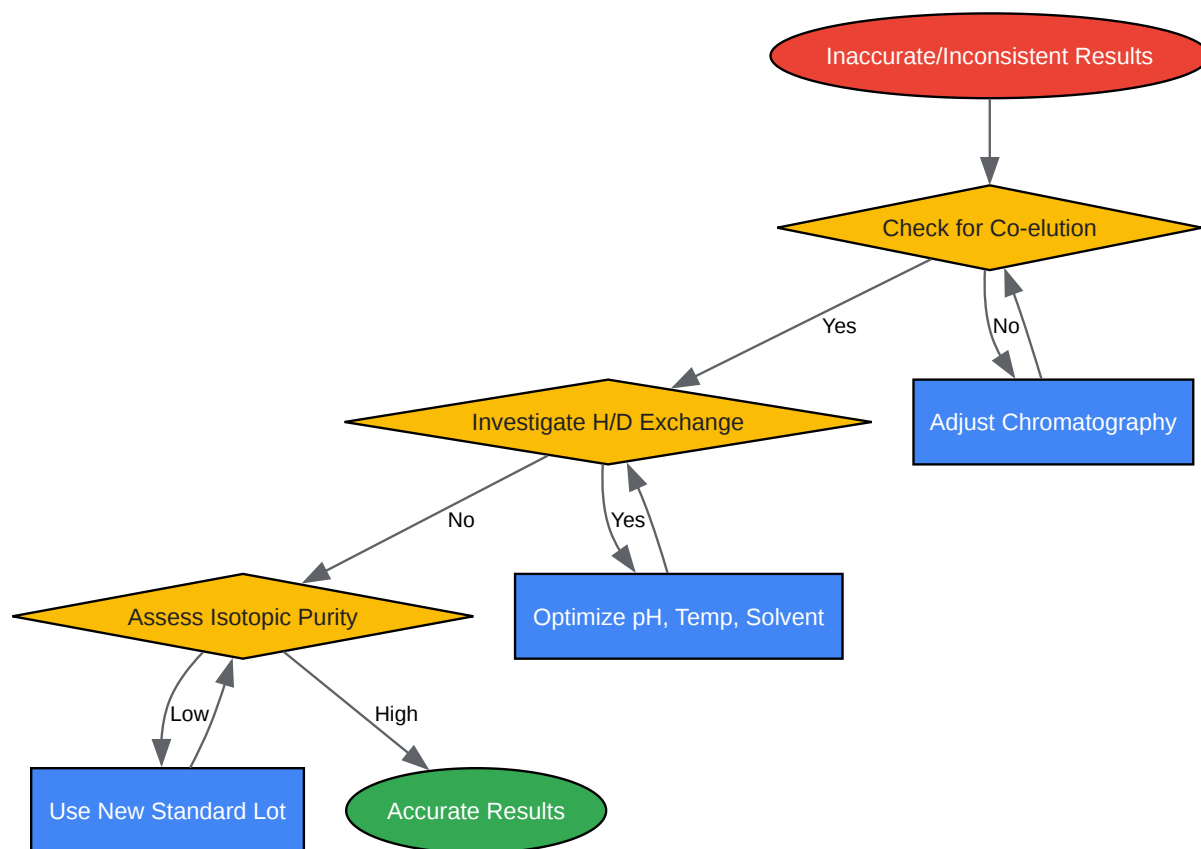 Inaccurate/Inconsistent Results
Check for Co-elution
Yes
No
Adjust Chromatography
Investigate H/D Exchange
No
Yes
Optimize pH, Temp, Solvent
Assess Isotopic Purity
Low
High
Use New Standard Lot
Accurate Results